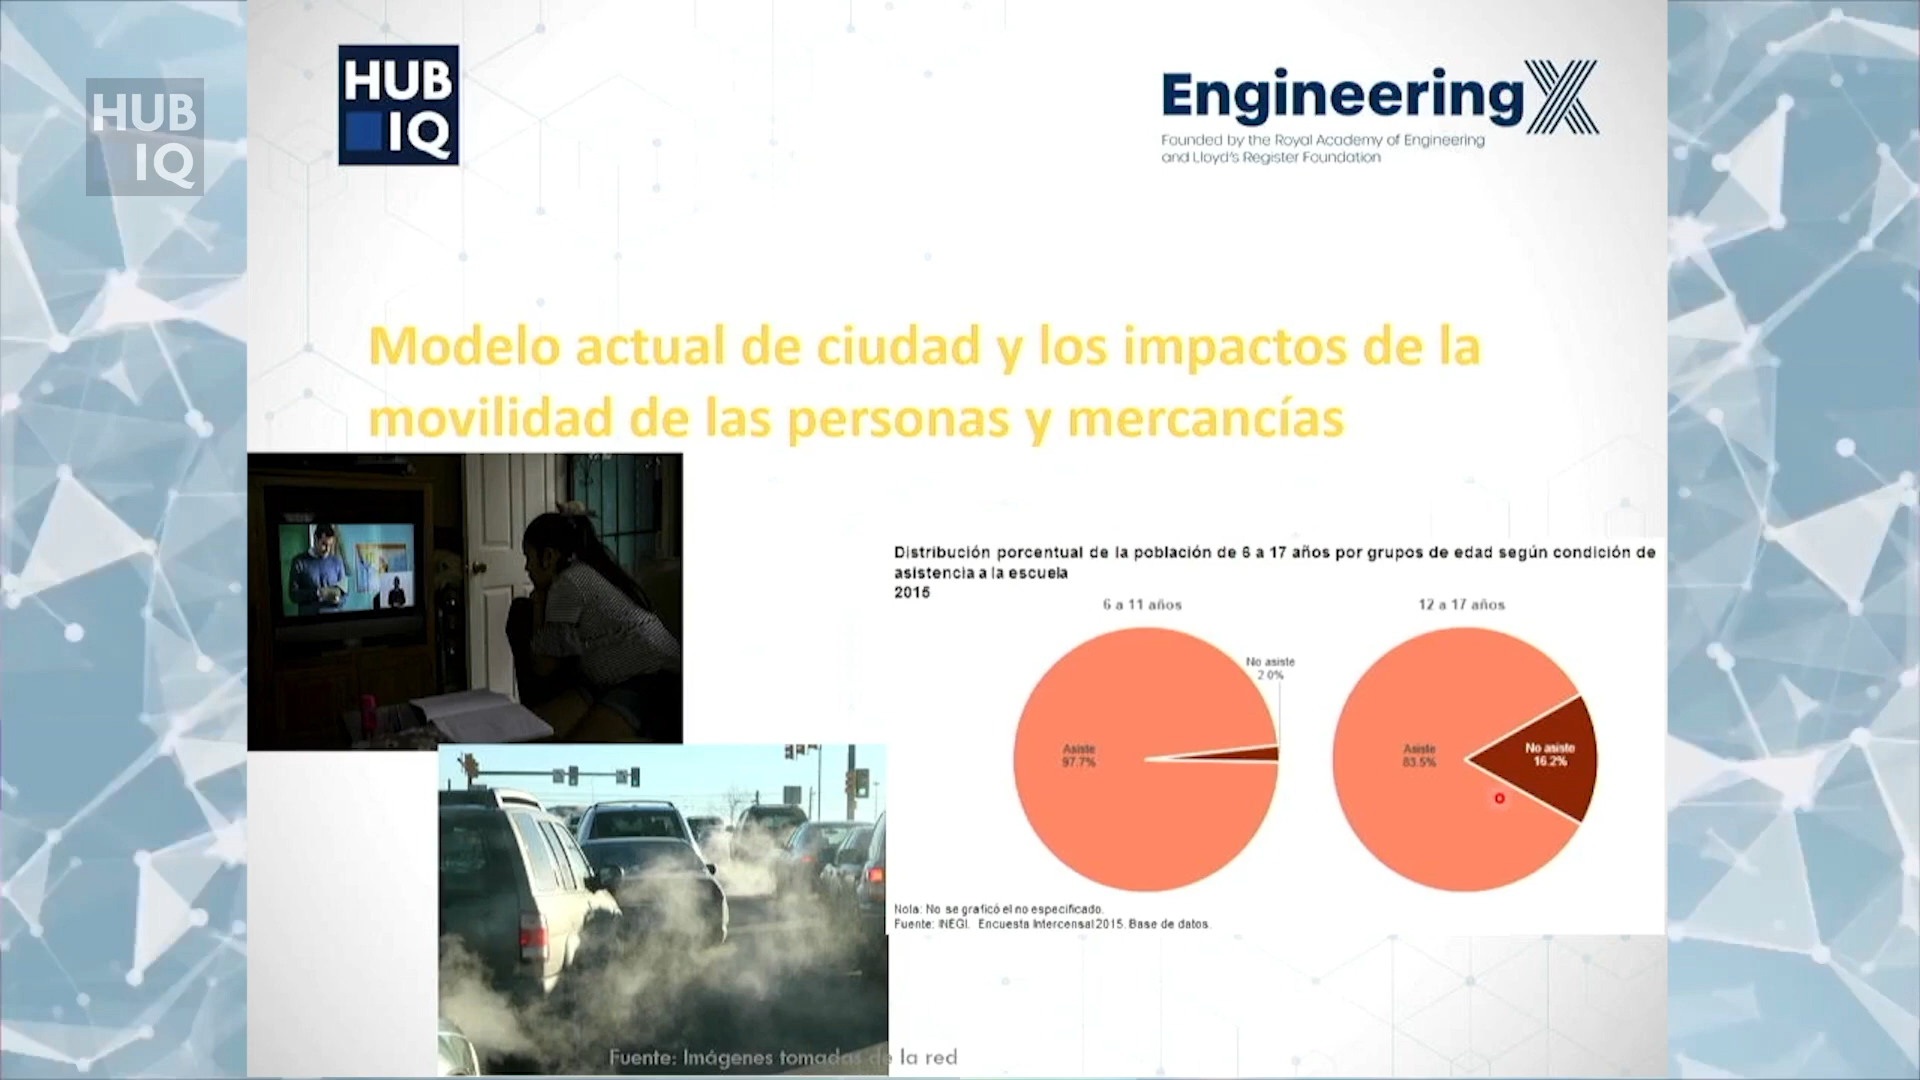 HUB
IQ
HUB
IQ
EngineeringX
Founded by the Royal Academy of Engineering
and Lloyd's Register Foundation
Modelo actual de ciudad y los impactos de la
movilidad de las personas y mercancías
Distribución porcentual de la población de 6 a 17 años por grupos de edad según condición de
asistencia a la escuela
2015
6 a 11 años
12 a 17 años
No asiste
2.0%
Asiste
97.7%
Asiste
83.5%
No asiste
16.2%
Nota: No se graficó el no especificado.
Fuente: INEGI. Encuesta Intercensal 2015. Base de datos.
Fuente: Imágenes tomadas de la red